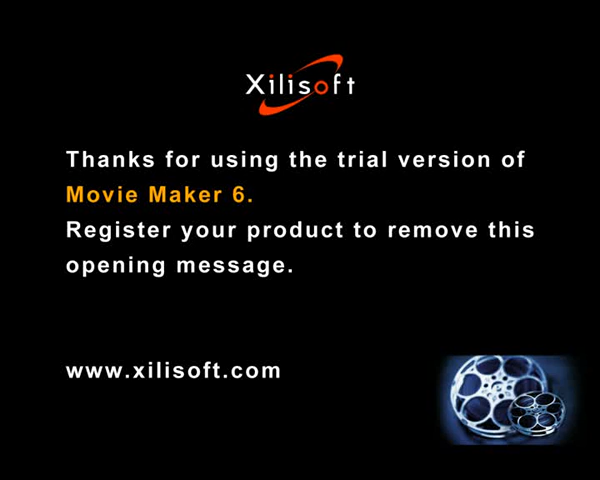 Xilisoft
Thanks for using the trial version of
Movie Maker 6.
Register your product to remove this
opening message.
www.xilisoft.com